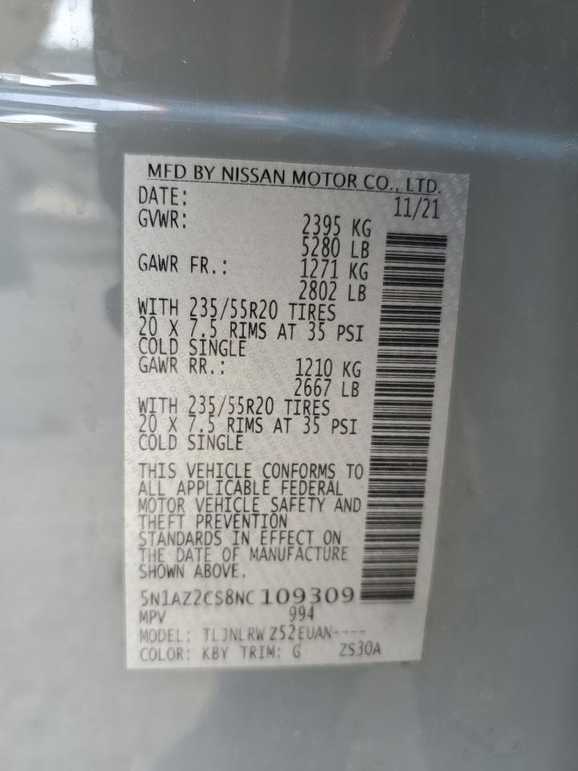 MFD BY NISSAN MOTOR CO., LTD.
DATE: 11/21
GVWR: 2395 KG
5280 LB
GAWR FR.: 1271 KG
2802 LB
WITH 235/55R20 TIRES
20 X 7.5 RIMS AT 35 PSI
COLD SINGLE
GAWR RR.: 1210 KG
2667 LB
WITH 235/55R20 TIRES
20 X 7.5 RIMS AT 35 PSI
COLD SINGLE
THIS VEHICLE CONFORMS TO
ALL APPLICABLE FEDERAL
MOTOR VEHICLE SAFETY AND
THEFT PREVENTION
STANDARDS IN EFFECT ON
THE DATE OF MANUFACTURE
SHOWN ABOVE.
5N1AZ2CS8NC109309
MPV 994
MODEL: TLJNLRW Z52EUAN----
COLOR: KBY TRIM: G ZS30A